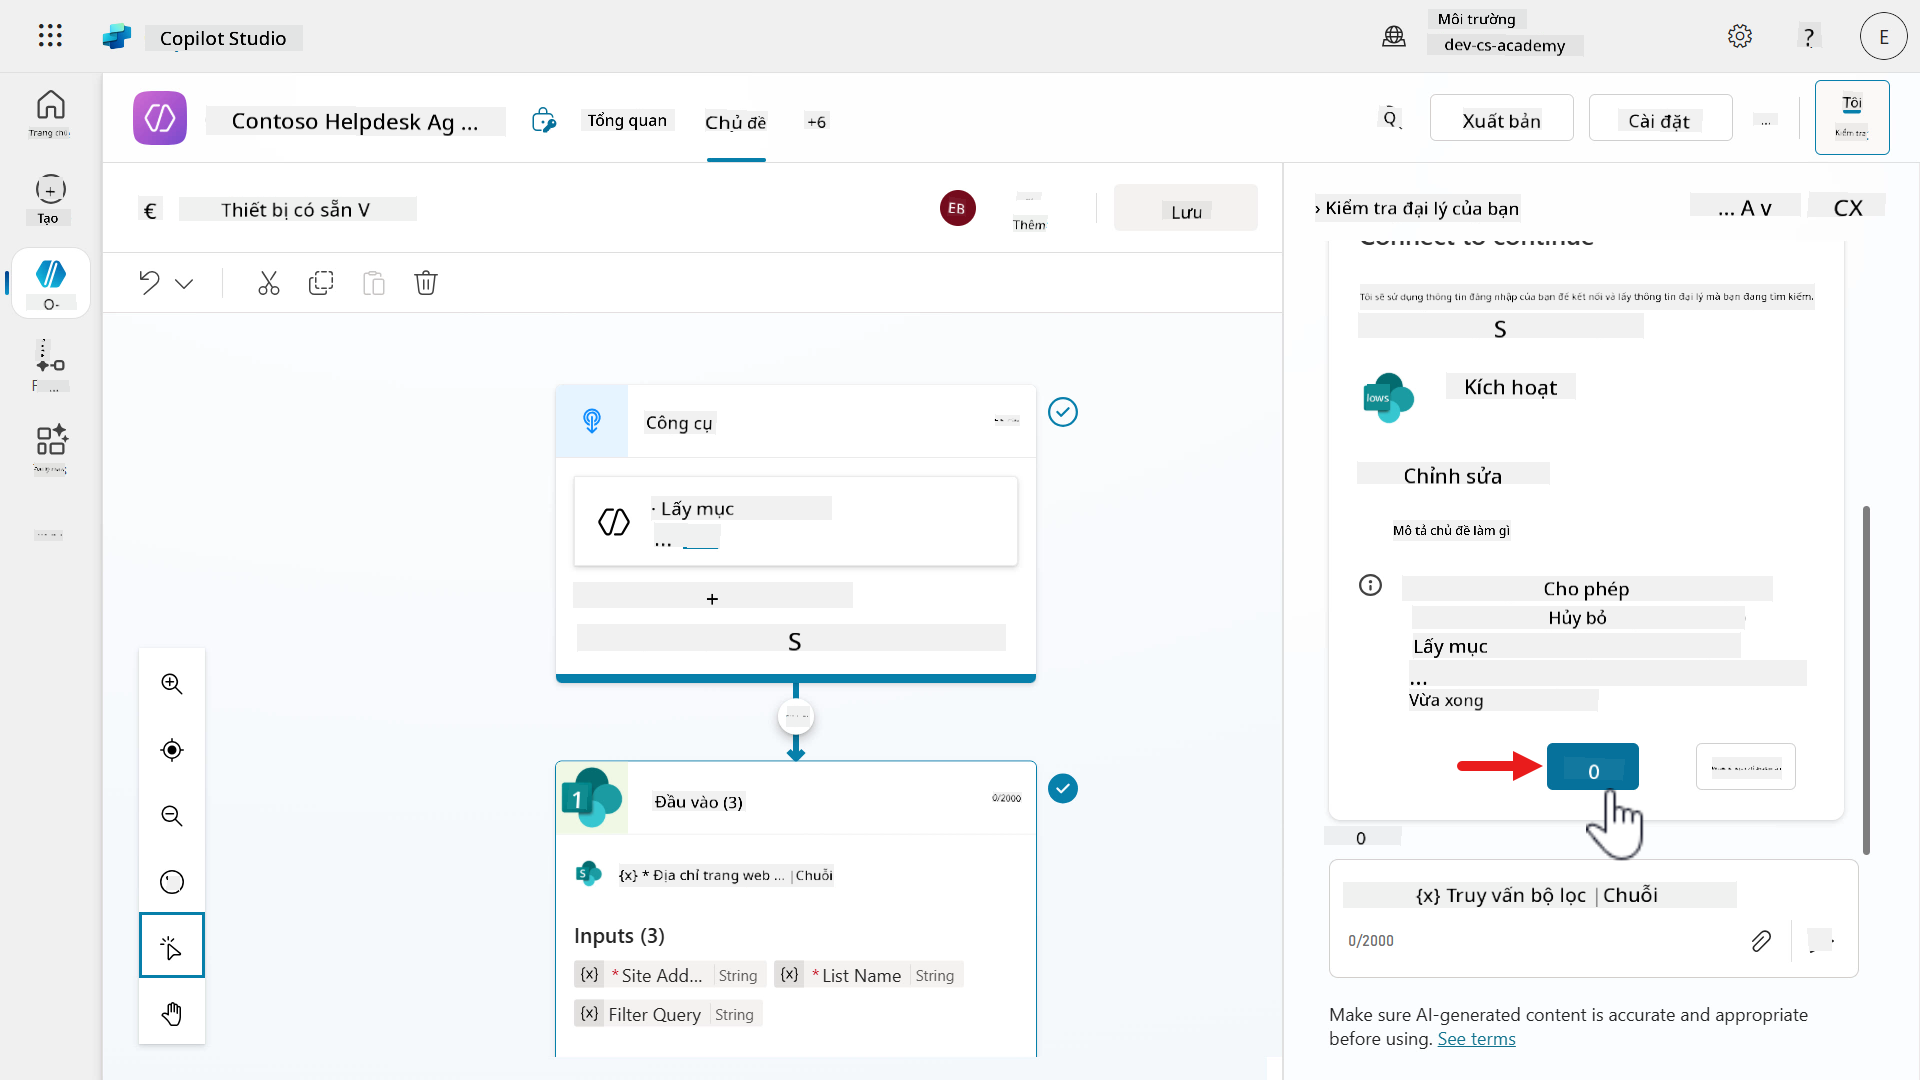 Copilot Studio
Môi trường
dev-cs-academy
?
E
Trang chủ
Tạo
O-
F ...
Contoso Helpdesk Ag ...
Tổng quan
Chủ đề
+6
Xuất bản
Cài đặt
...
Tôi
Kiểm tra
€
Thiết bị có sẵn V
EB
Thêm
Lưu
› Kiểm tra đại lý của bạn
... A v
CX
Công cụ
· Lấy mục
...
+
S
1
Đầu vào (3)
0/2000
S
{x} * Địa chỉ trang web ... |Chuỗi
Inputs (3)
{x} * Site Add... String {x} * List Name String
{x} Filter Query String
Connect to continue
Tôi sẽ sử dụng thông tin đăng nhập của bạn để kết nối và lấy thông tin đại lý mà bạn đang tìm kiếm.
S
lows
Kích hoạt
Chỉnh sửa
Mô tả chủ đề làm gì
Cho phép
Hủy bỏ
Lấy mục
...
Vừa xong
0
0
{x} Truy vấn bộ lọc |Chuỗi
0/2000
Make sure AI-generated content is accurate and appropriate
before using. See terms